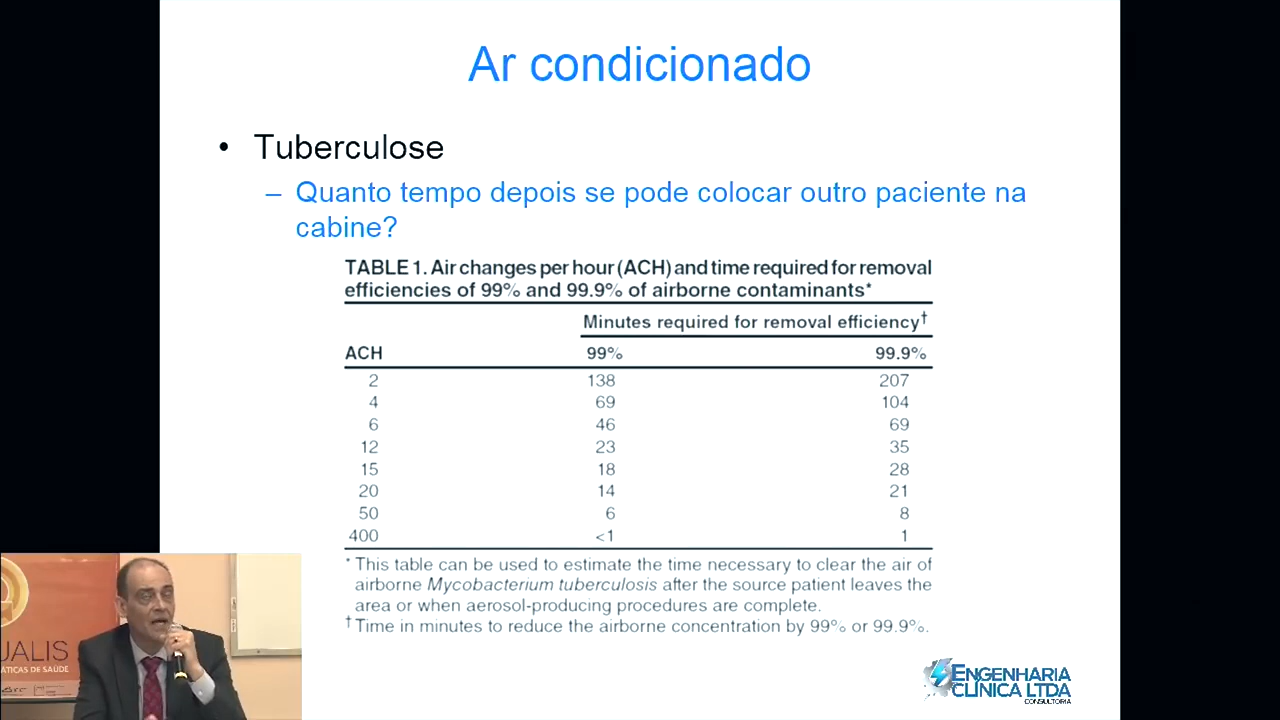 Ar condicionado
• Tuberculose
– Quanto tempo depois se pode colocar outro paciente na
cabine?
TABLE 1. Air changes per hour (ACH) and time required for removal
efficiencies of 99% and 99.9% of airborne contaminants*
Minutes required for removal efficiency†
ACH 99% 99.9%
2 138 207
4 69 104
6 46 69
12 23 35
15 18 28
20 14 21
50 6 8
400 <1 1
* This table can be used to estimate the time necessary to clear the air of
airborne Mycobacterium tuberculosis after the source patient leaves the
area or when aerosol-producing procedures are complete.
† Time in minutes to reduce the airborne concentration by 99% or 99.9%.
UALIS
ÁTICAS DE SAÚDE
ENGENHARIA
CLÍNICA LTDA
CONSULTORIA